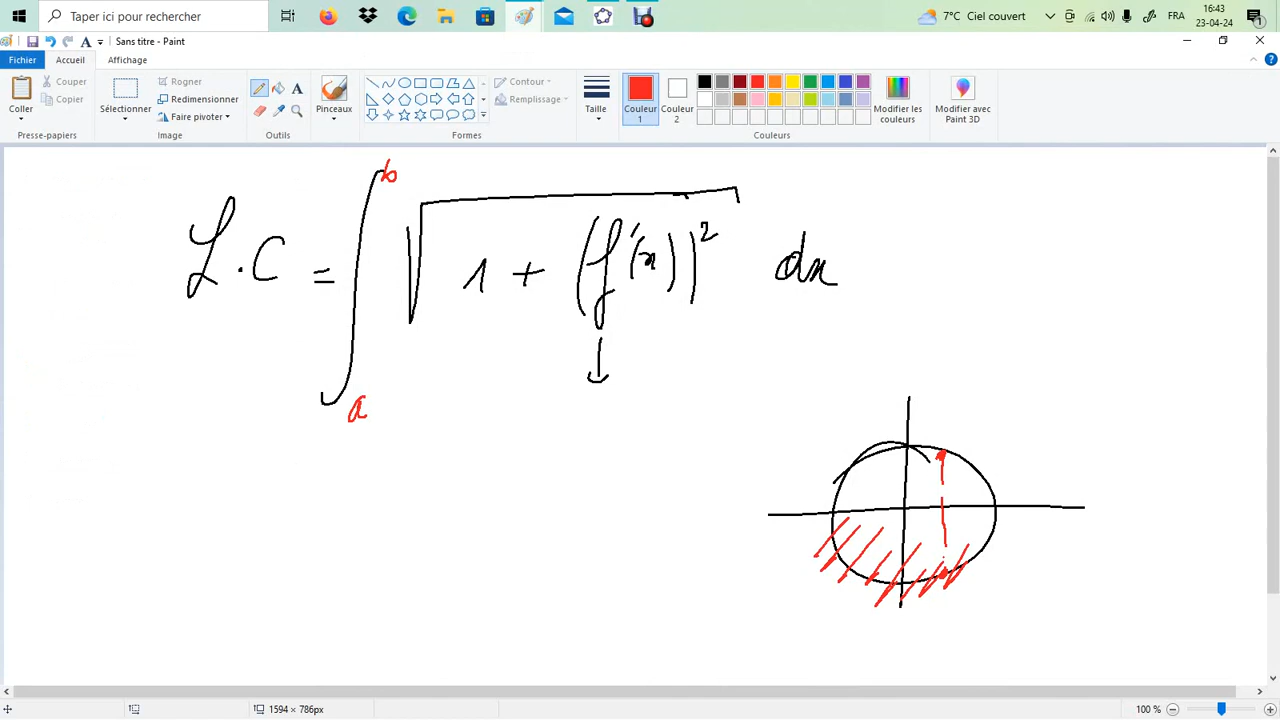 Taper ici pour rechercher
7°C Ciel couvert
FRA
16:43
23-04-24
1
Sans titre - Paint
Fichier
Accueil
Affichage
Coller
Couper
Copier
Presse-papiers
Sélectionner
Rogner
Redimensionner
Faire pivoter
Image
A
Outils
Pinceaux
Contour
Remplissage
Formes
Taille
Couleur 1
Couleur 2
Modifier les couleurs
Couleurs
Modifier avec Paint 3D
L.C = ∫ₐᵇ √(1 + (f'(x))²) dx
1594 × 786px
100 %